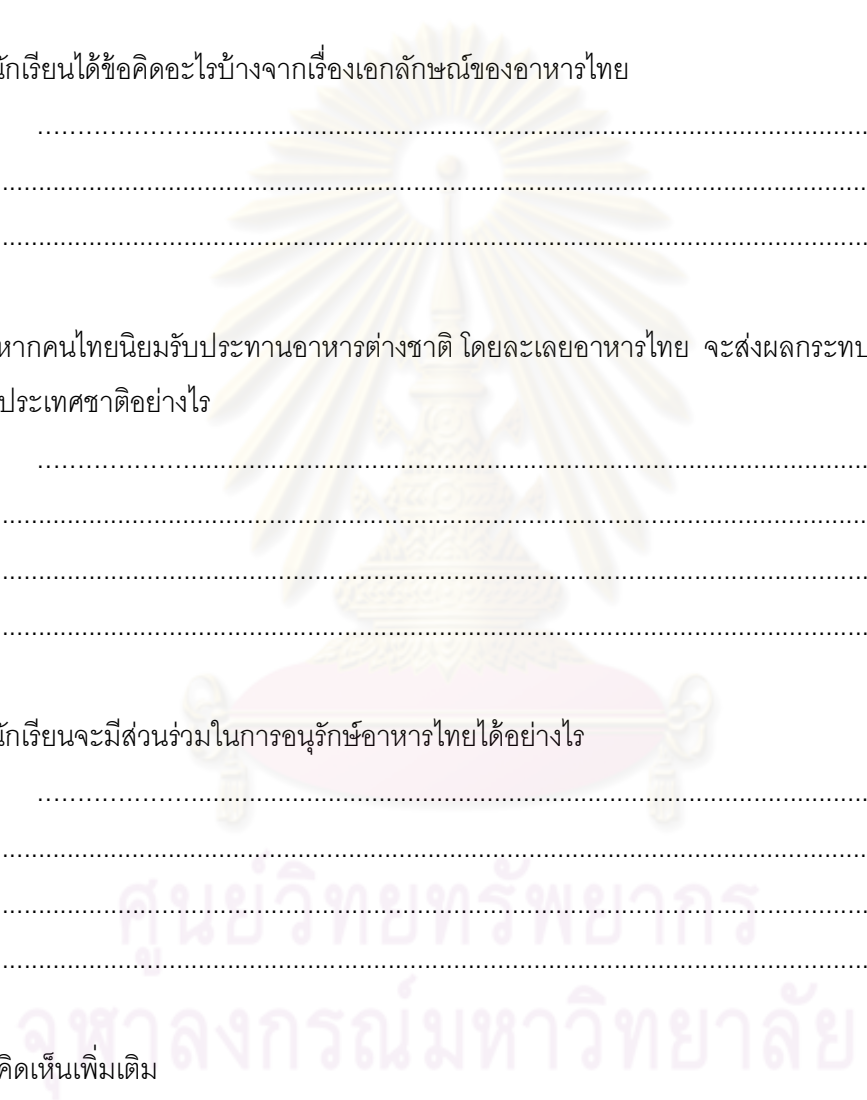 นักเรียนได้ข้อคิดอะไรบ้างจากเรื่องเอกลักษณ์ของอาหารไทย
................................................................................
................................................................................
................................................................................
หากคนไทยนิยมรับประทานอาหารต่างชาติ โดยละเลยอาหารไทย จะส่งผลกระทบ
ประเทศชาติอย่างไร
................................................................................
................................................................................
................................................................................
................................................................................
นักเรียนจะมีส่วนร่วมในการอนุรักษ์อาหารไทยได้อย่างไร
................................................................................
................................................................................
ศูนย์วิทยทรัพยากร
................................................................................
................................................................................
จุฬาลงกรณ์มหาวิทยาลัย
คิดเห็นเพิ่มเติม